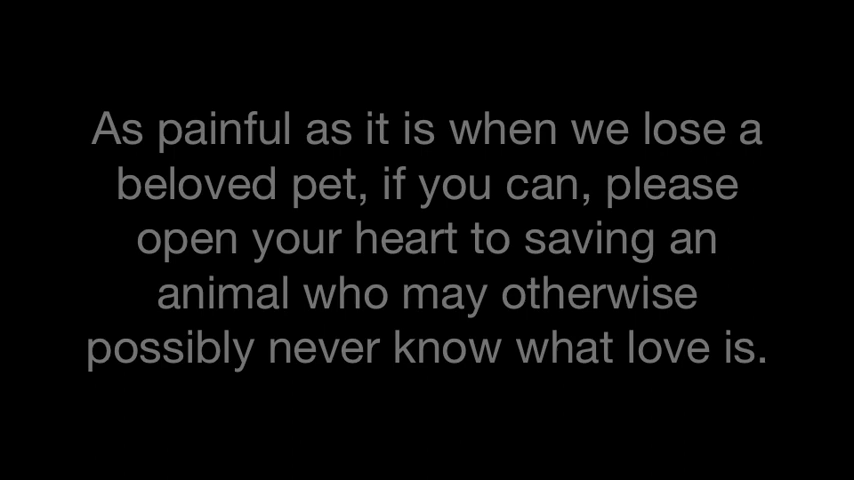 As painful as it is when we lose a
beloved pet, if you can, please
open your heart to saving an
animal who may otherwise
possibly never know what love is.